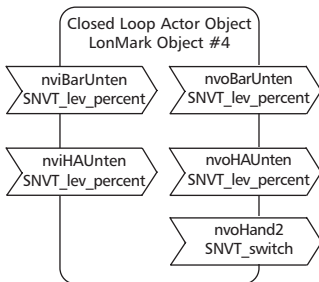 Closed Loop Actor Object
LonMark Object #4
nviBarUnten
SNVT_lev_percent
nvoBarUnten
SNVT_lev_percent
nviHAUnten
SNVT_lev_percent
nvoHAUnten
SNVT_lev_percent
nvoHand2
SNVT_switch